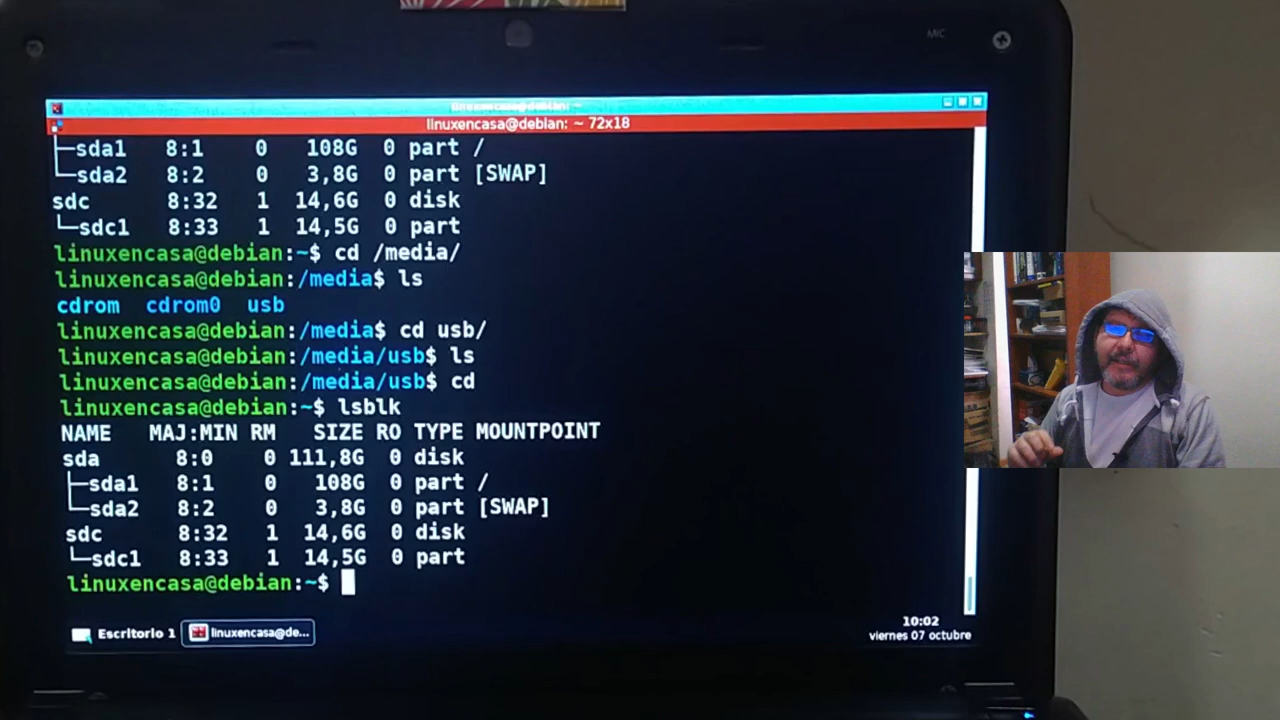 MIC
linuxencasa@debian: ~
linuxencasa@debian: ~ 72x18
├─sda1 8:1 0 108G 0 part /
└─sda2 8:2 0 3,8G 0 part [SWAP]
sdc 8:32 1 14,6G 0 disk
└─sdc1 8:33 1 14,5G 0 part
linuxencasa@debian:~$ cd /media/
linuxencasa@debian:/media$ ls
cdrom cdrom0 usb
linuxencasa@debian:/media$ cd usb/
linuxencasa@debian:/media/usb$ ls
linuxencasa@debian:/media/usb$ cd
linuxencasa@debian:~$ lsblk
NAME MAJ:MIN RM SIZE RO TYPE MOUNTPOINT
sda 8:0 0 111,8G 0 disk
├─sda1 8:1 0 108G 0 part /
└─sda2 8:2 0 3,8G 0 part [SWAP]
sdc 8:32 1 14,6G 0 disk
└─sdc1 8:33 1 14,5G 0 part
linuxencasa@debian:~$
Escritorio 1 linuxencasa@de...
10:02
viernes 07 octubre